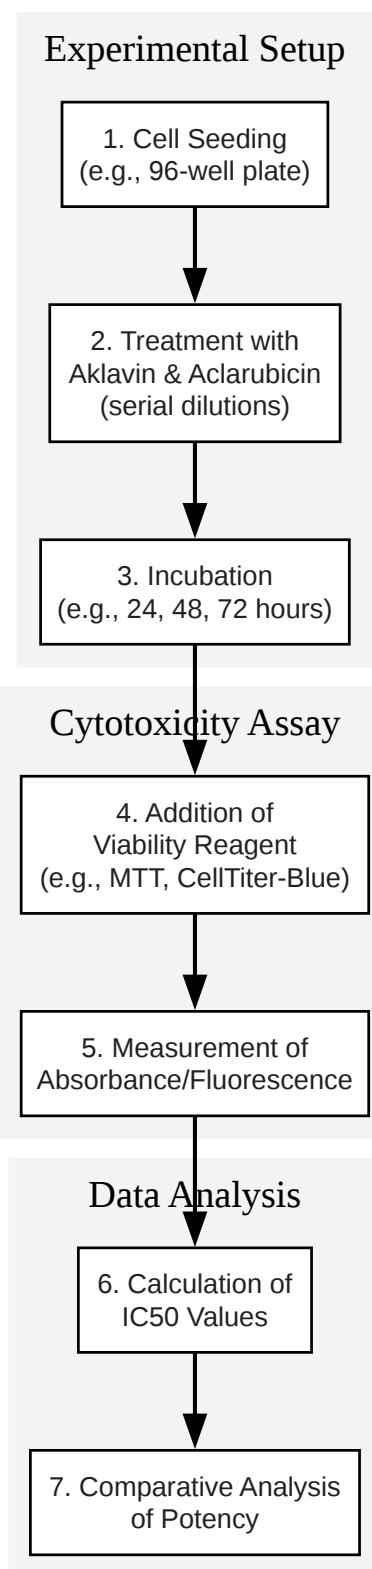 Experimental Setup
1. Cell Seeding
(e.g., 96-well plate)
2. Treatment with
Aklavin & Aclarubicin
(serial dilutions)
3. Incubation
(e.g., 24, 48, 72 hours)
Cytotoxicity Assay
4. Addition of
Viability Reagent
(e.g., MTT, CellTiter-Blue)
5. Measurement of
Absorbance/Fluorescence
Data Analysis
6. Calculation of
IC50 Values
7. Comparative Analysis
of Potency